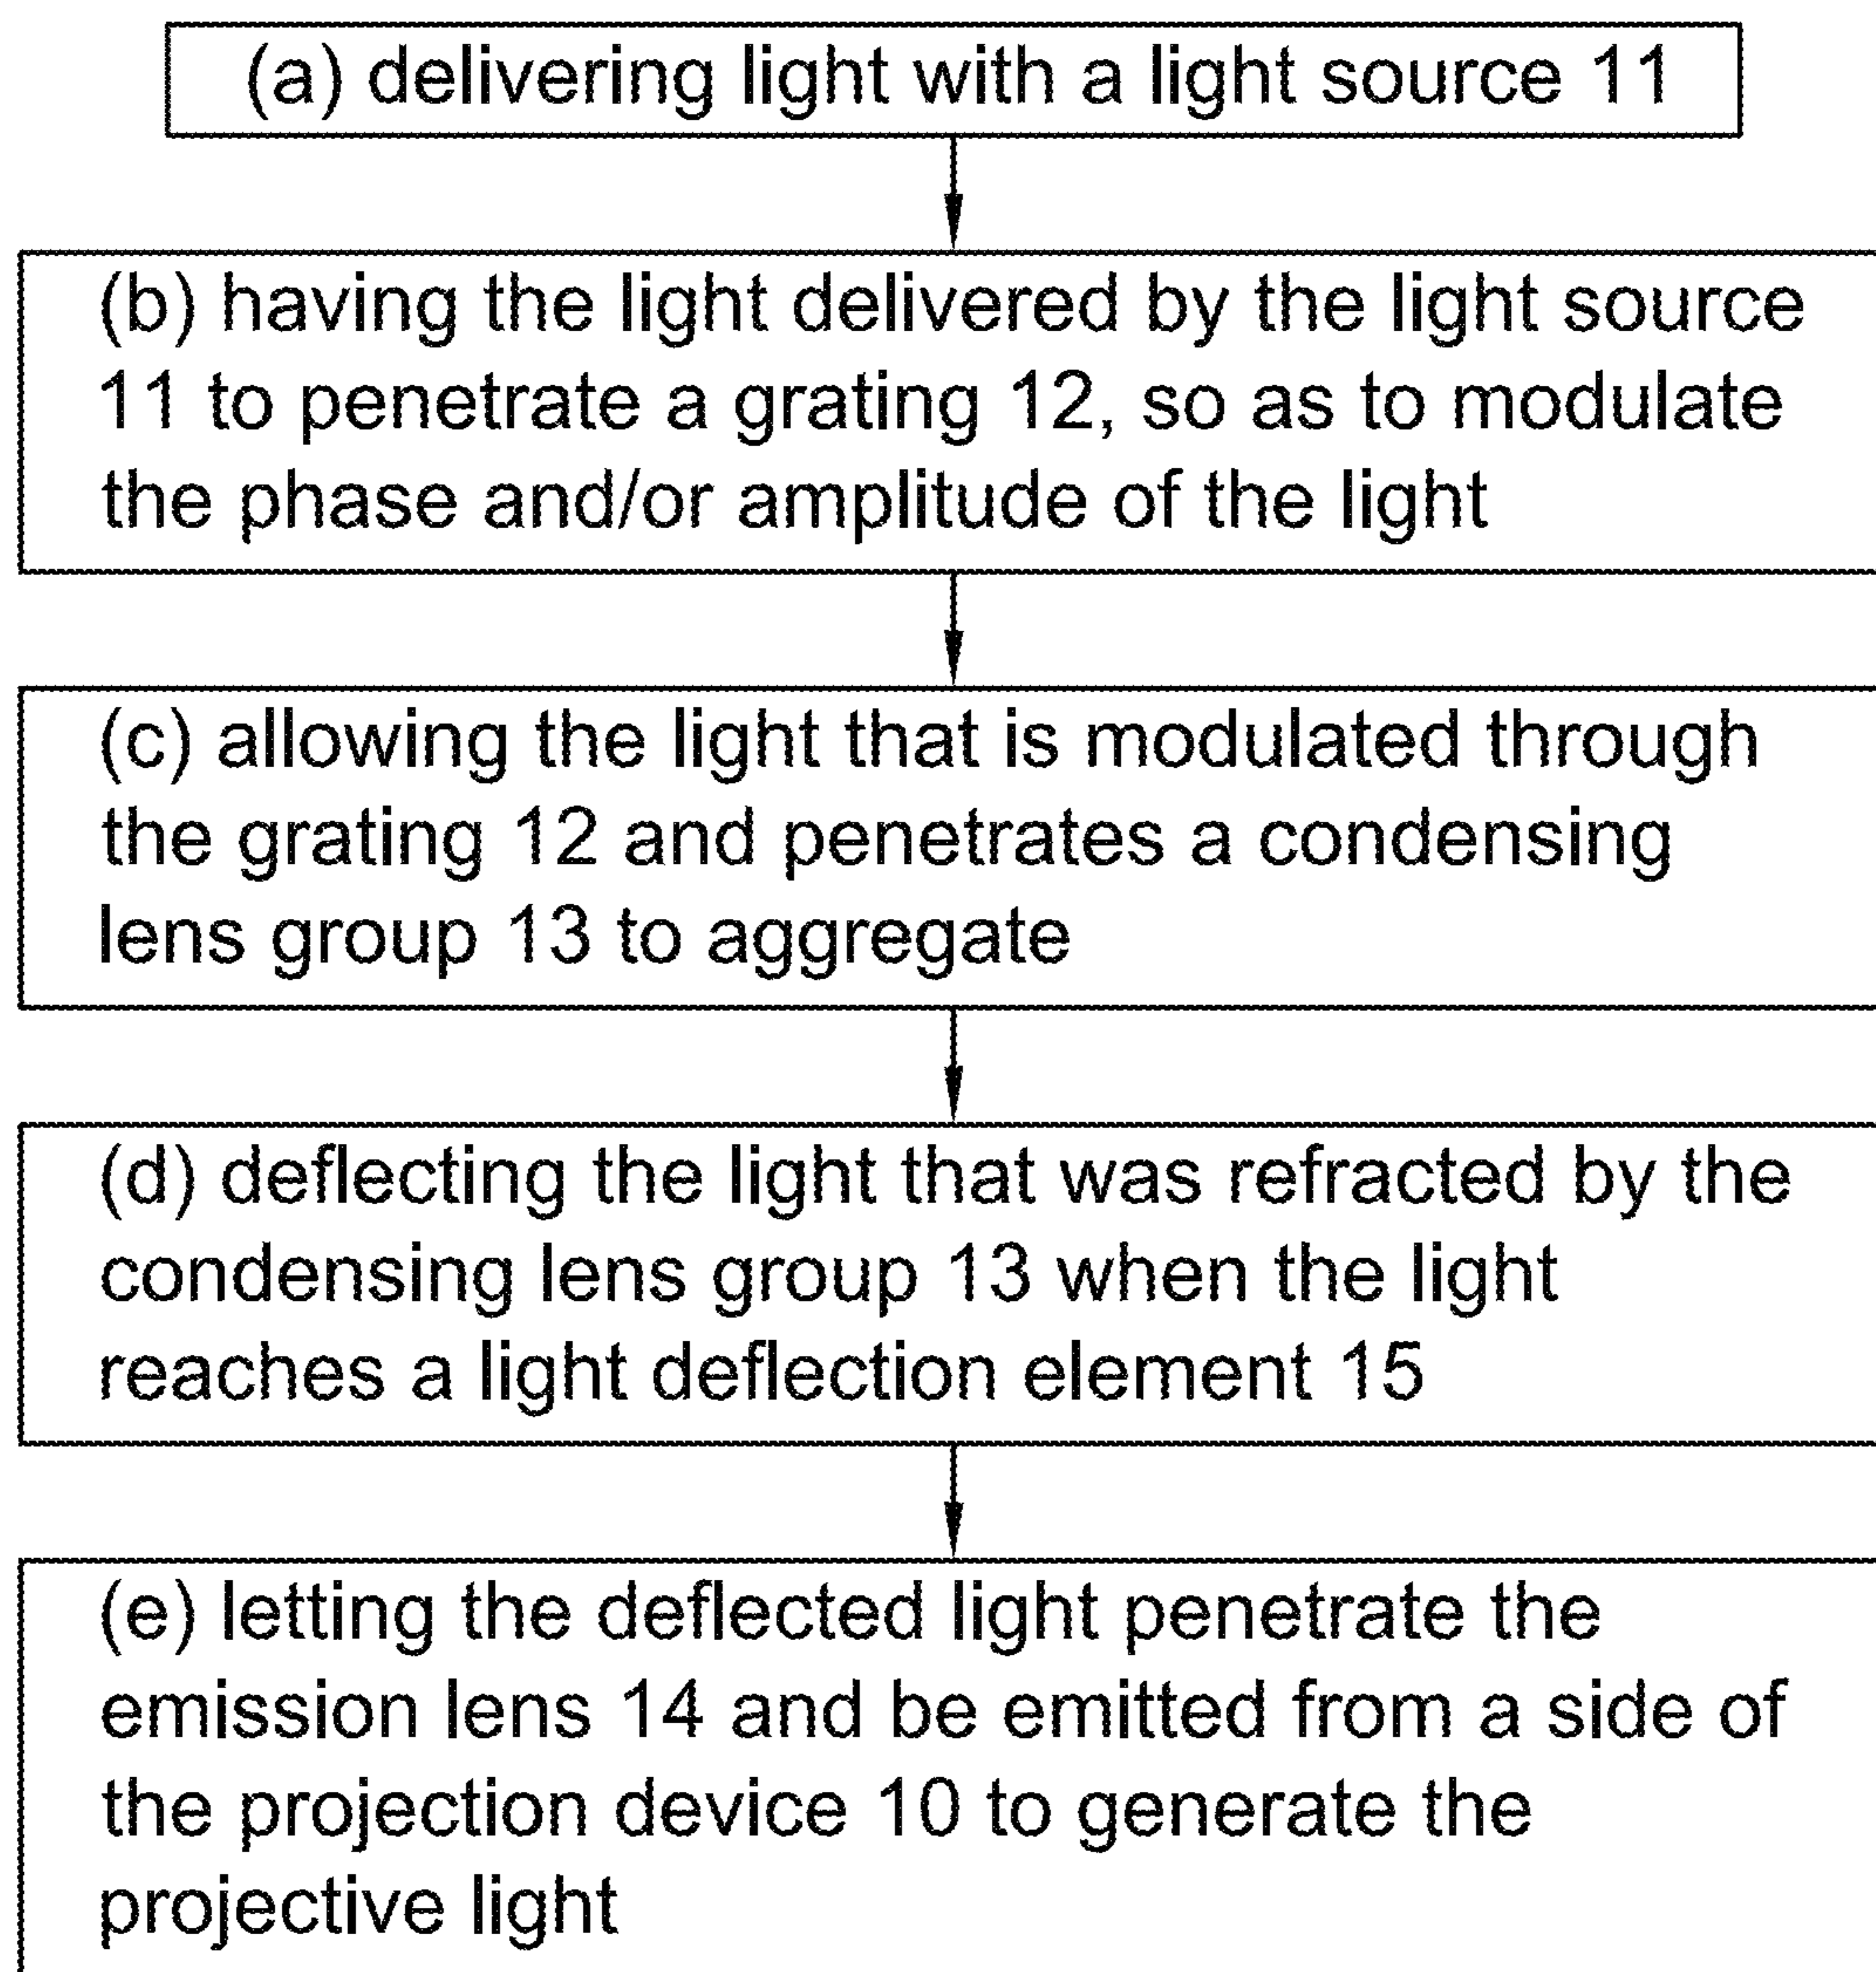 (a) delivering light with a light source 11
(b) having the light delivered by the light source
11 to penetrate a grating 12, so as to modulate
the phase and/or amplitude of the light
(c) allowing the light that is modulated through
the grating 12 and penetrates a condensing
lens group 13 to aggregate
(d) deflecting the light that was refracted by the
condensing lens group 13 when the light
reaches a light deflection element 15
(e) letting the deflected light penetrate the
emission lens 14 and be emitted from a side of
the projection device 10 to generate the
projective light